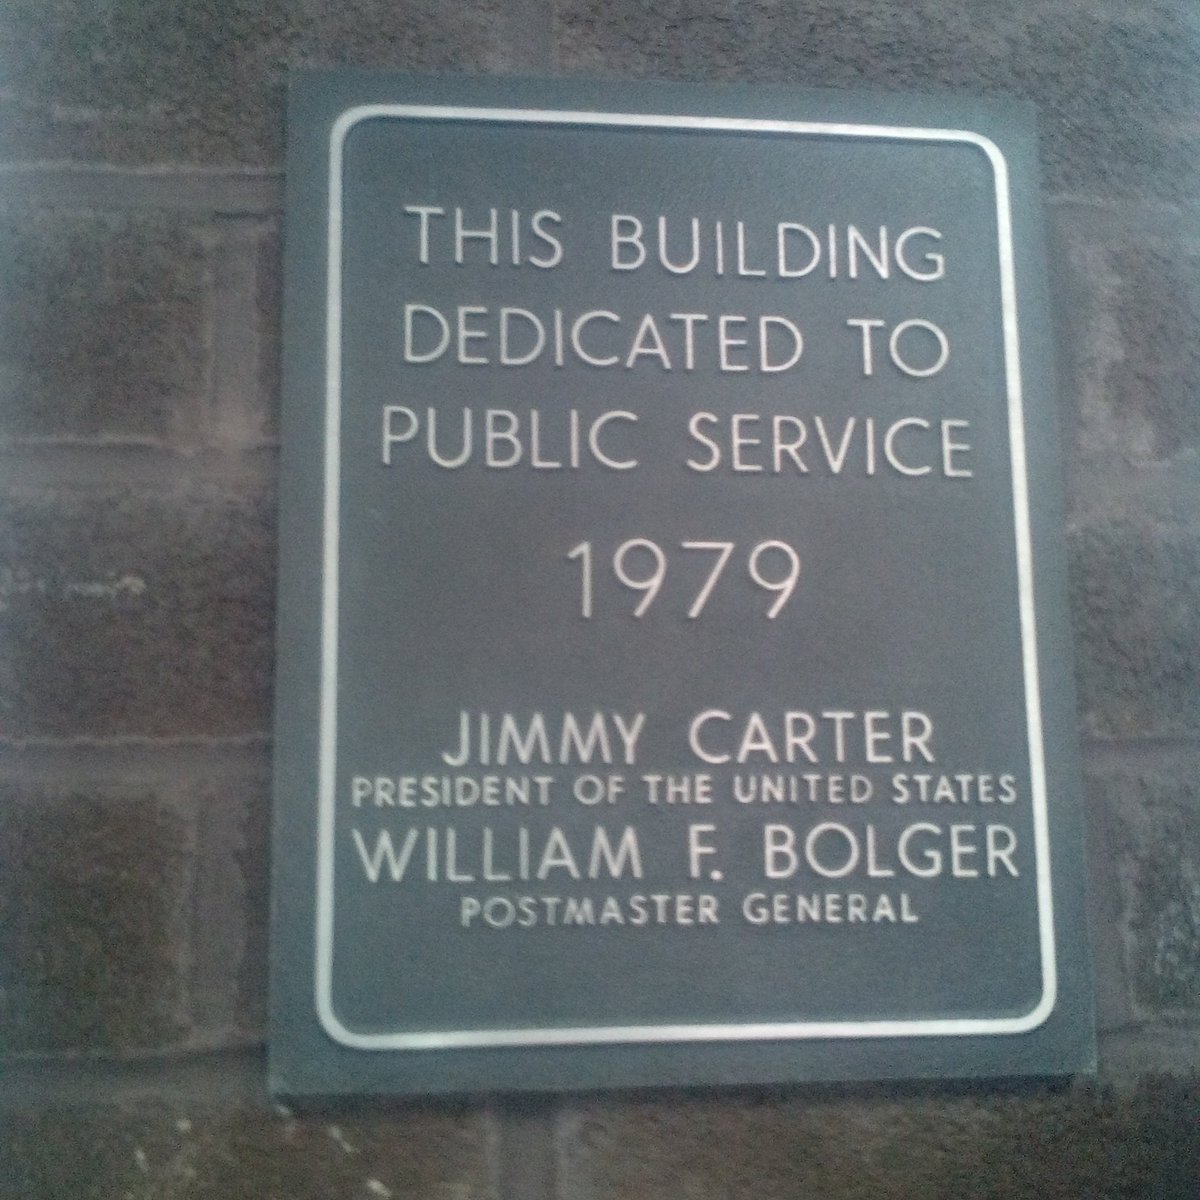 THIS BUILDING
DEDICATED TO
PUBLIC SERVICE
1979
JIMMY CARTER
PRESIDENT OF THE UNITED STATES
WILLIAM F. BOLGER
POSTMASTER GENERAL